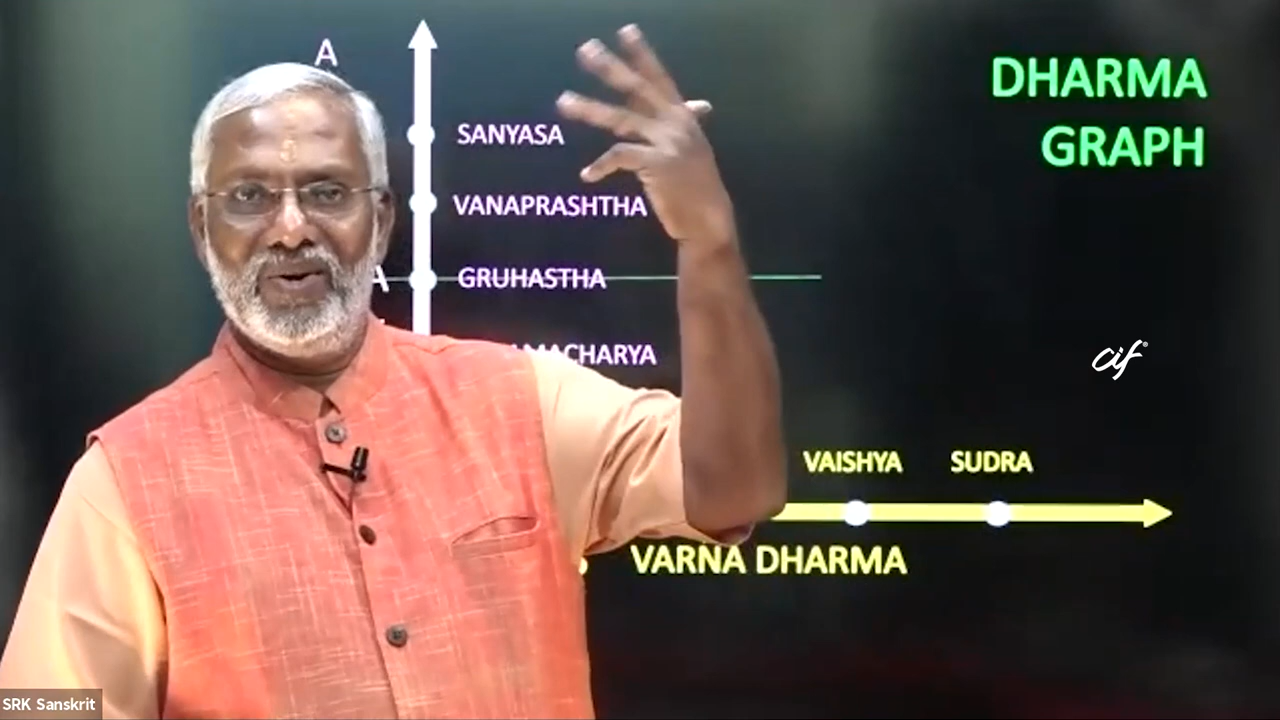 A
DHARMA
GRAPH
SANYASA
VANAPRASHTHA
A
GRUHASTHA
cif
VAISHYA
SUDRA
VARNA DHARMA
SRK Sanskrit